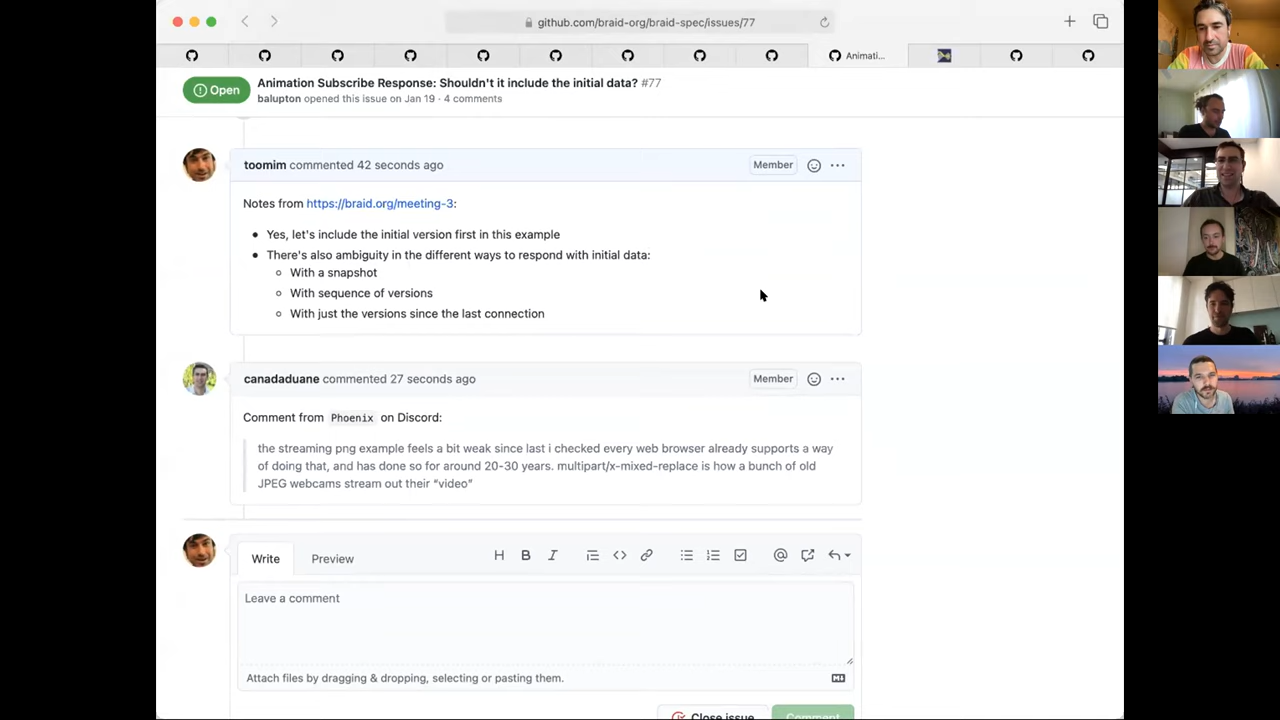 github.com/braid-org/braid-spec/issues/77
Animati...
Open
Animation Subscribe Response: Shouldn't it include the initial data? #77
balupton opened this issue on Jan 19 · 4 comments
toomim commented 42 seconds ago
Member
Notes from https://braid.org/meeting-3:
Yes, let's include the initial version first in this example
There's also ambiguity in the different ways to respond with initial data:
With a snapshot
With sequence of versions
With just the versions since the last connection
canadaduane commented 27 seconds ago
Member
Comment from Phoenix on Discord:
the streaming png example feels a bit weak since last i checked every web browser already supports a way
of doing that, and has done so for around 20-30 years. multipart/x-mixed-replace is how a bunch of old
JPEG webcams stream out their “video”
Write
Preview
Leave a comment
Attach files by dragging & dropping, selecting or pasting them.
Close issue
Comment